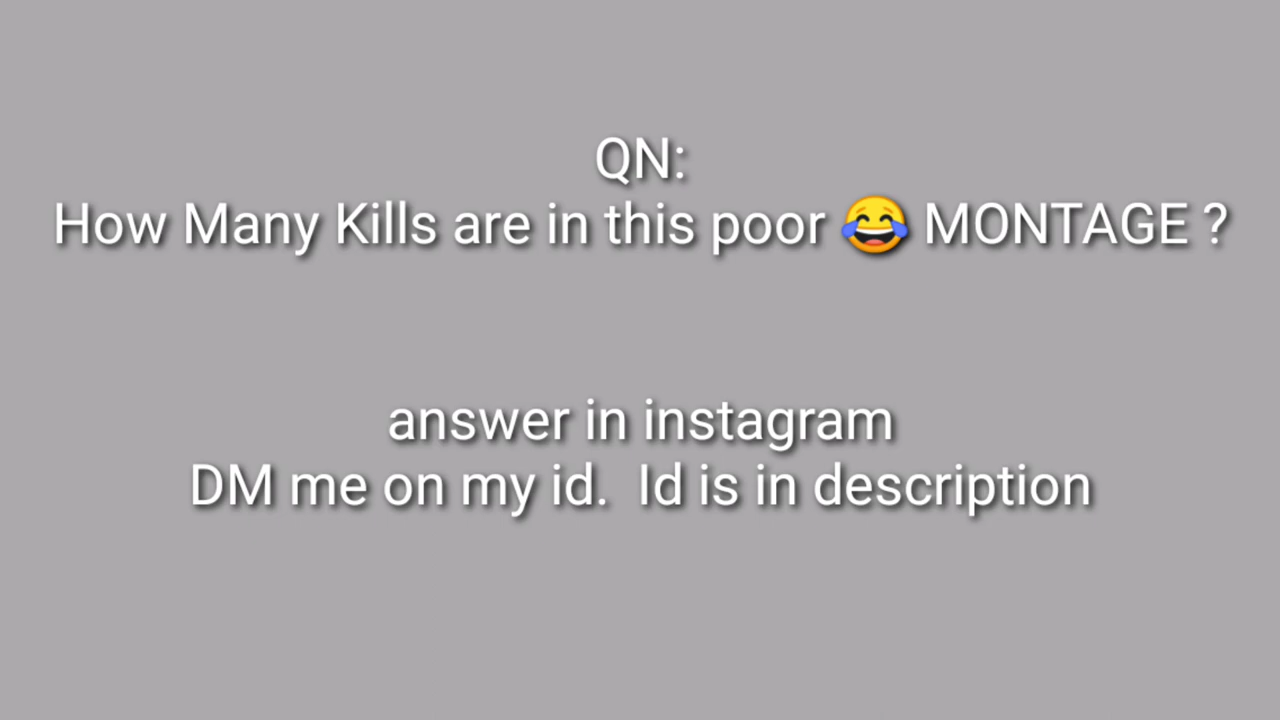 QN:
How Many Kills are in this poor 😂 MONTAGE ?
answer in instagram
DM me on my id.  Id is in description